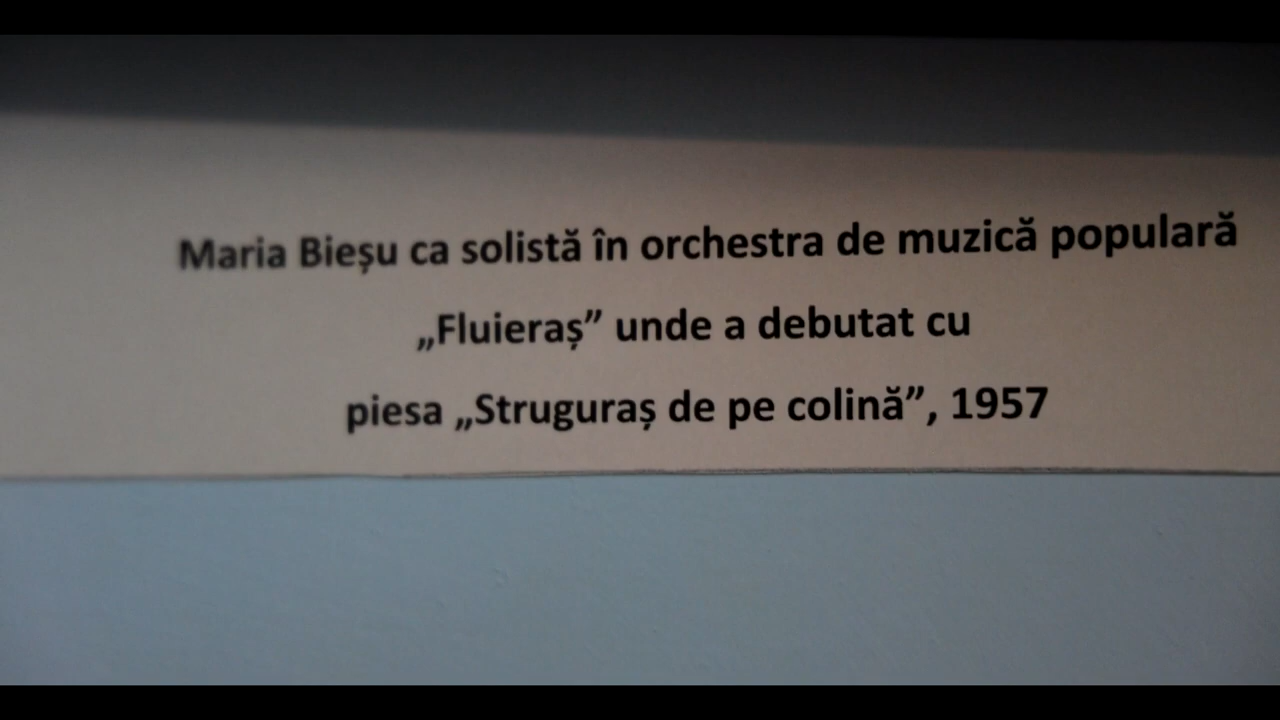 Maria Bieșu ca solistă în orchestra de muzică populară
„Fluieraș” unde a debutat cu
piesa „Struguraș de pe colină”, 1957